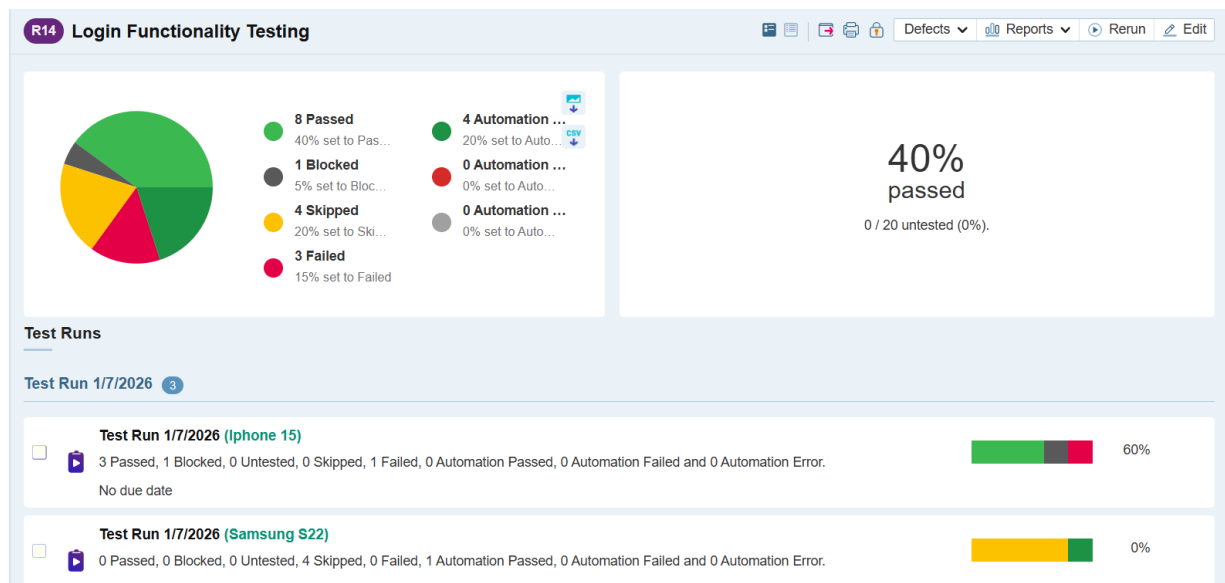 R14 Login Functionality Testing
Defects
Reports
Rerun
Edit
8 Passed
40% set to Pas...
1 Blocked
5% set to Bloc...
4 Skipped
20% set to Ski...
3 Failed
15% set to Failed
4 Automation ...
20% set to Auto...
0 Automation ...
0% set to Auto...
0 Automation ...
0% set to Auto...
CSV
40%
passed
0 / 20 untested (0%).
Test Runs
Test Run 1/7/2026 3
Test Run 1/7/2026 (Iphone 15)
3 Passed, 1 Blocked, 0 Untested, 0 Skipped, 1 Failed, 0 Automation Passed, 0 Automation Failed and 0 Automation Error.
No due date
60%
Test Run 1/7/2026 (Samsung S22)
0 Passed, 0 Blocked, 0 Untested, 4 Skipped, 0 Failed, 1 Automation Passed, 0 Automation Failed and 0 Automation Error.
0%